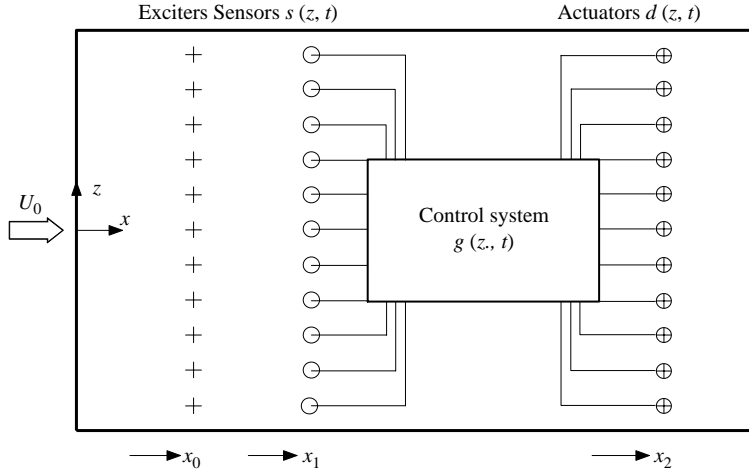 Exciters Sensors s (z, t) Actuators d (z, t)
z
U0
x
Control system
g (z., t)
x0 x1 x2